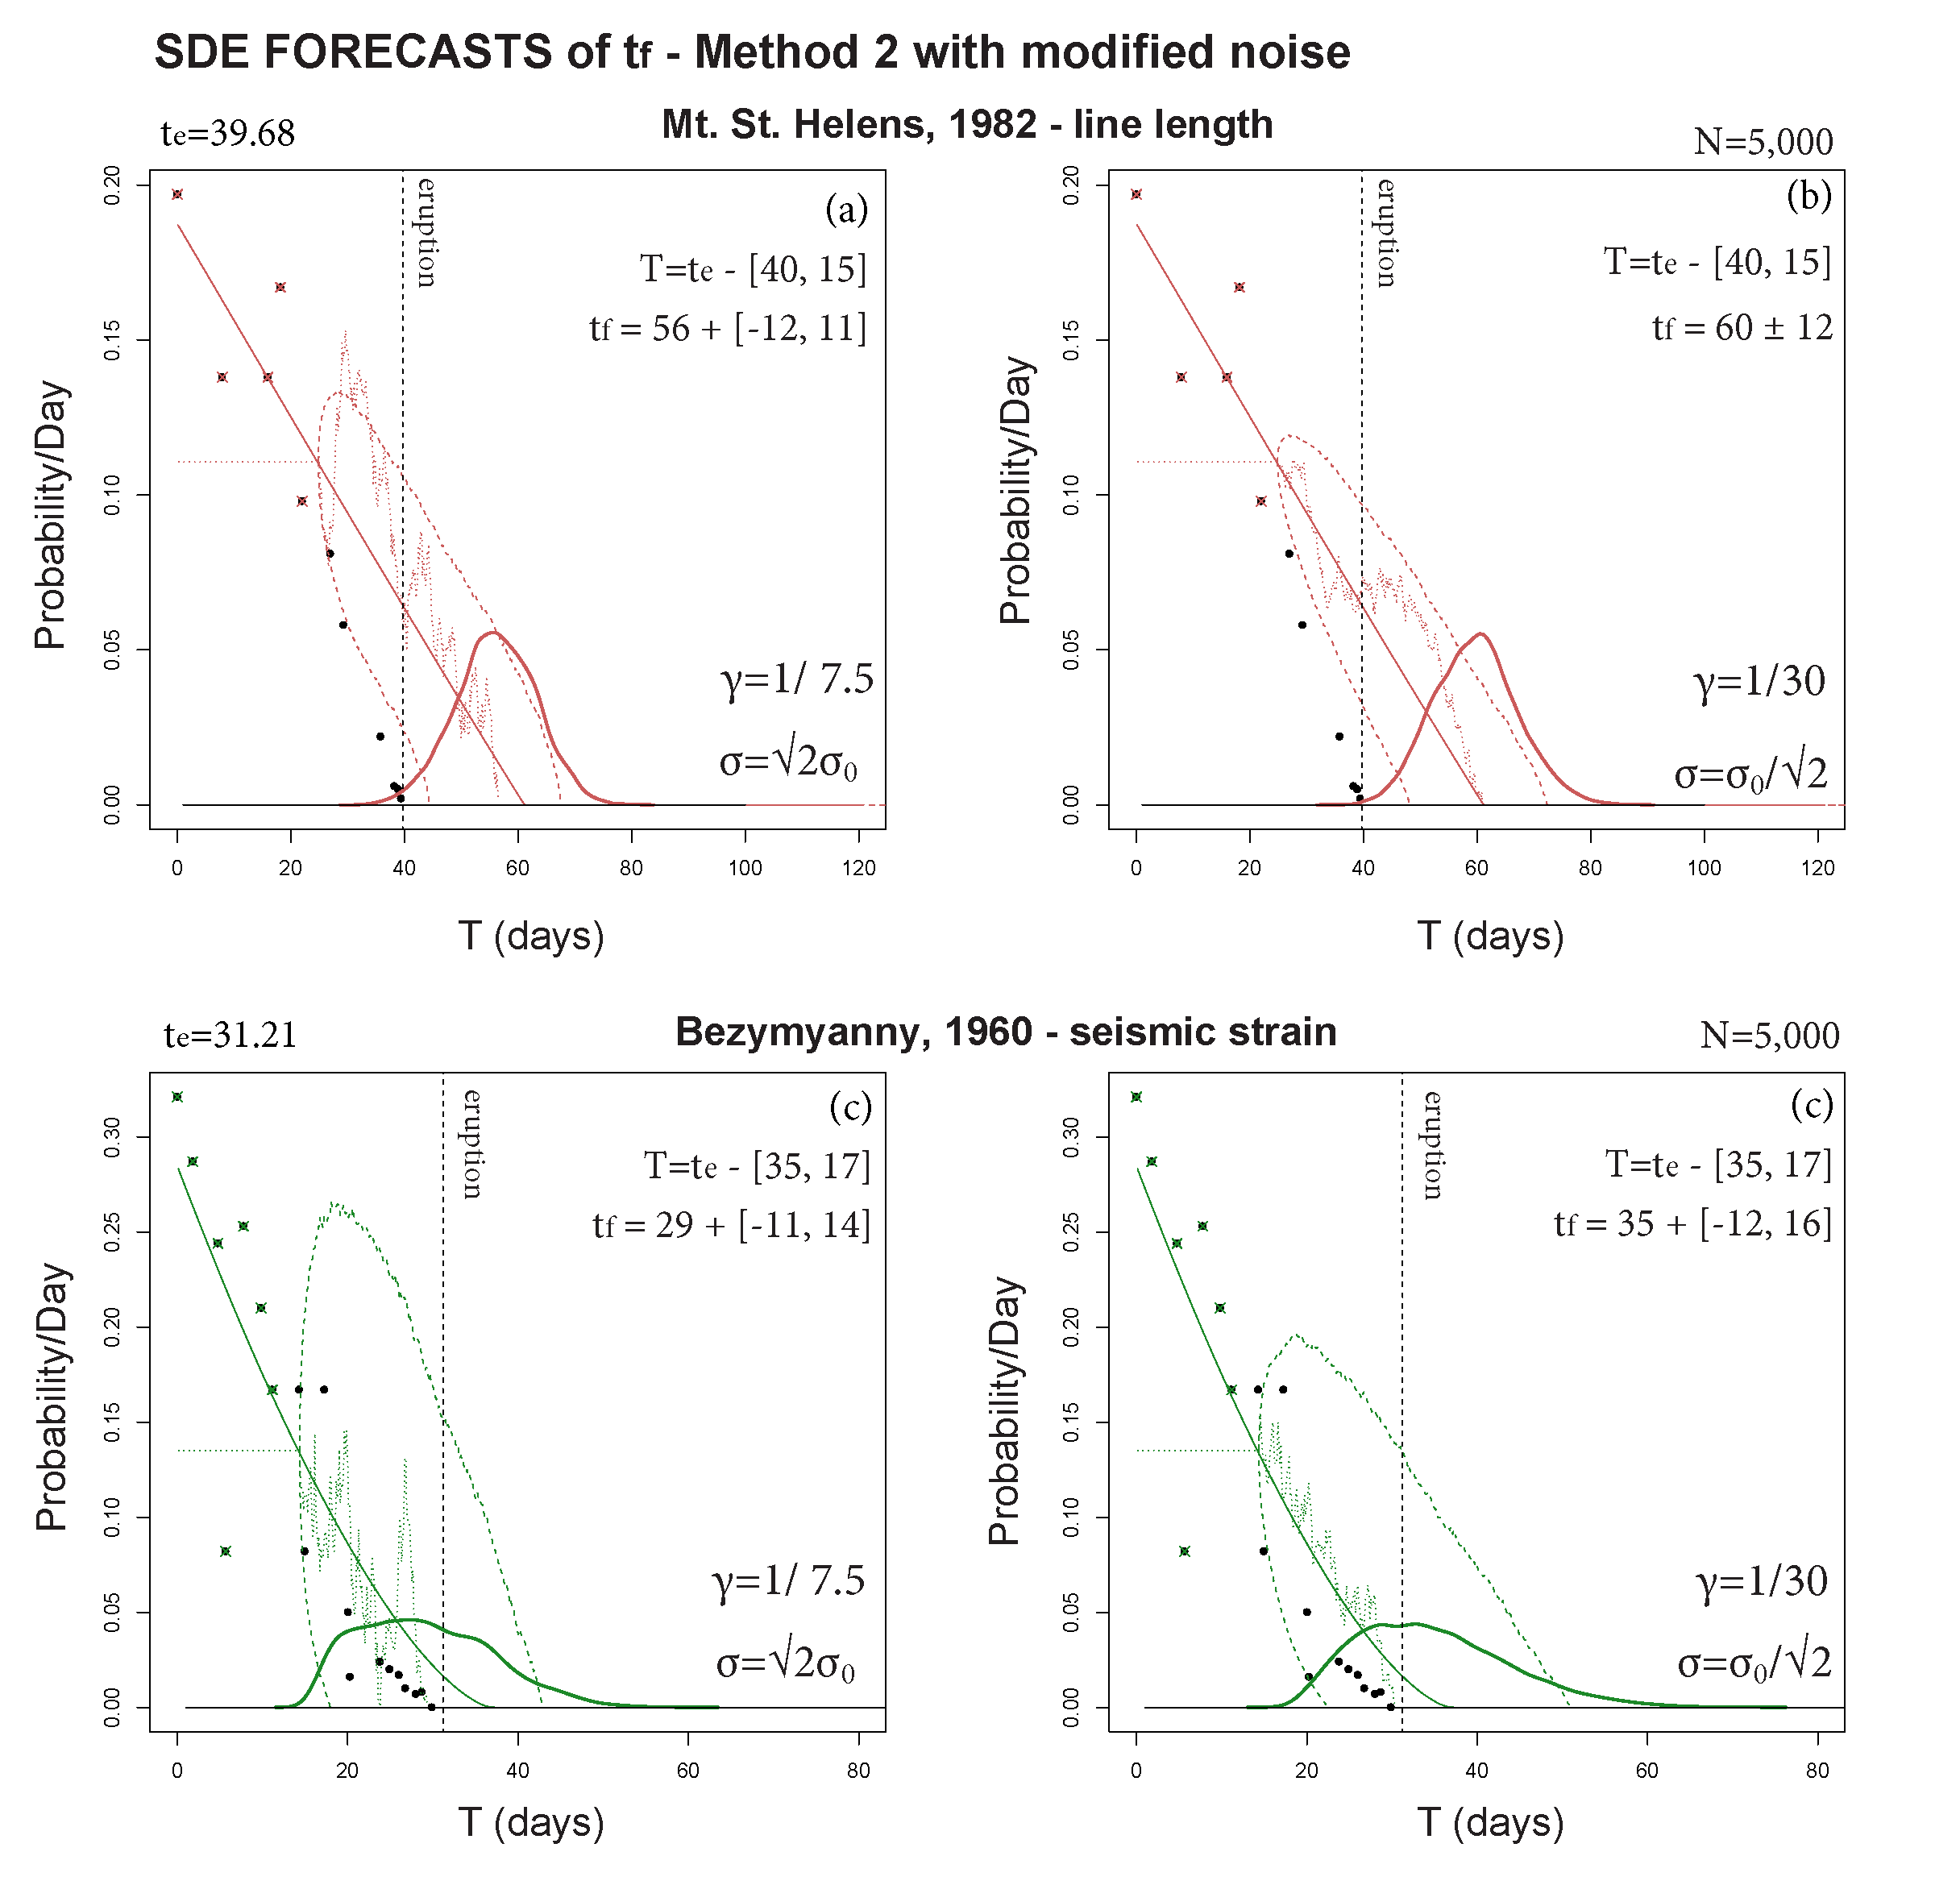 SDE FORECASTS of tf - Method 2 with modified noise
Mt. St. Helens, 1982 - line length
te=39.68
N=5,000
(a)
eruption
T=te - [40, 15]
tf = 56 + [-12, 11]
γ=1/ 7.5
σ=√2σ0
Probability/Day
0.00 0.05 0.10 0.15 0.20
0 20 40 60 80 100 120
T (days)
(b)
eruption
T=te - [40, 15]
tf = 60 ± 12
γ=1/30
σ=σ0/√2
Probability/Day
0.00 0.05 0.10 0.15 0.20
0 20 40 60 80 100 120
T (days)
Bezymyanny, 1960 - seismic strain
te=31.21
N=5,000
(c)
eruption
T=te - [35, 17]
tf = 29 + [-11, 14]
γ=1/ 7.5
σ=√2σ0
Probability/Day
0.00 0.05 0.10 0.15 0.20 0.25 0.30
0 20 40 60 80
T (days)
(c)
eruption
T=te - [35, 17]
tf = 35 + [-12, 16]
γ=1/30
σ=σ0/√2
Probability/Day
0.00 0.05 0.10 0.15 0.20 0.25 0.30
0 20 40 60 80
T (days)